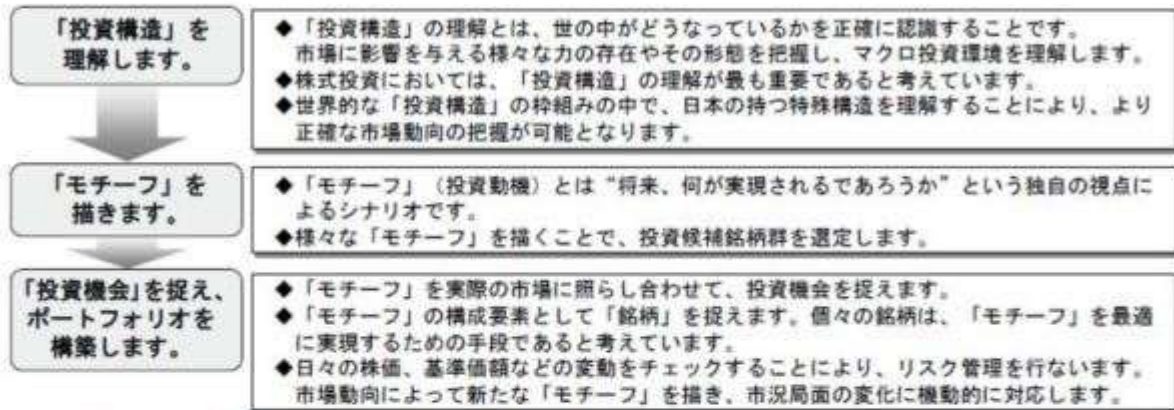 「投資構造」を
理解します。
◆「投資構造」の理解とは、世の中がどうなっているかを正確に認識することです。
市場に影響を与える様々な力の存在やその形態を把握し、マクロ投資環境を理解します。
◆株式投資においては、「投資構造」の理解が最も重要であると考えています。
◆世界的な「投資構造」の枠組みの中で、日本の持つ特殊構造を理解することにより、より
正確な市場動向の把握が可能となります。
「モチーフ」を
描きます。
◆「モチーフ」（投資動機）とは“将来、何が実現されるであろうか”という独自の視点に
よるシナリオです。
◆様々な「モチーフ」を描くことで、投資候補銘柄群を選定します。
「投資機会」を捉え、
ポートフォリオを
構築します。
◆「モチーフ」を実際の市場に照らし合わせて、投資機会を捉えます。
◆「モチーフ」の構成要素として「銘柄」を捉えます。個々の銘柄は、「モチーフ」を最適
に実現するための手段であると考えています。
◆日々の株価、基準価額などの変動をチェックすることにより、リスク管理を行ないます。
市場動向によって新たな「モチーフ」を描き、市況局面の変化に機動的に対応します。